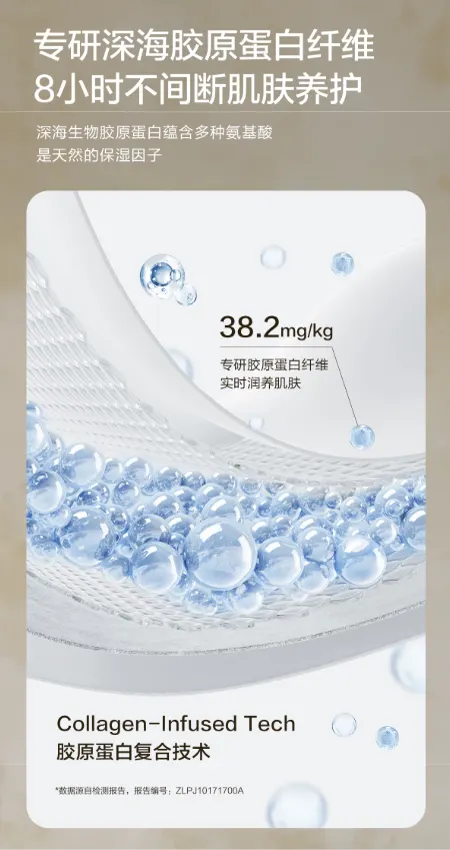 专研深海胶原蛋白纤维
8小时不间断肌肤养护
深海生物胶原蛋白蕴含多种氨基酸
是天然的保湿因子
38.2mg/kg
专研胶原蛋白纤维
实时润养肌肤
Collagen-Infused Tech
胶原蛋白复合技术
*数据源自检测报告，报告编号：ZLPJ10171700A